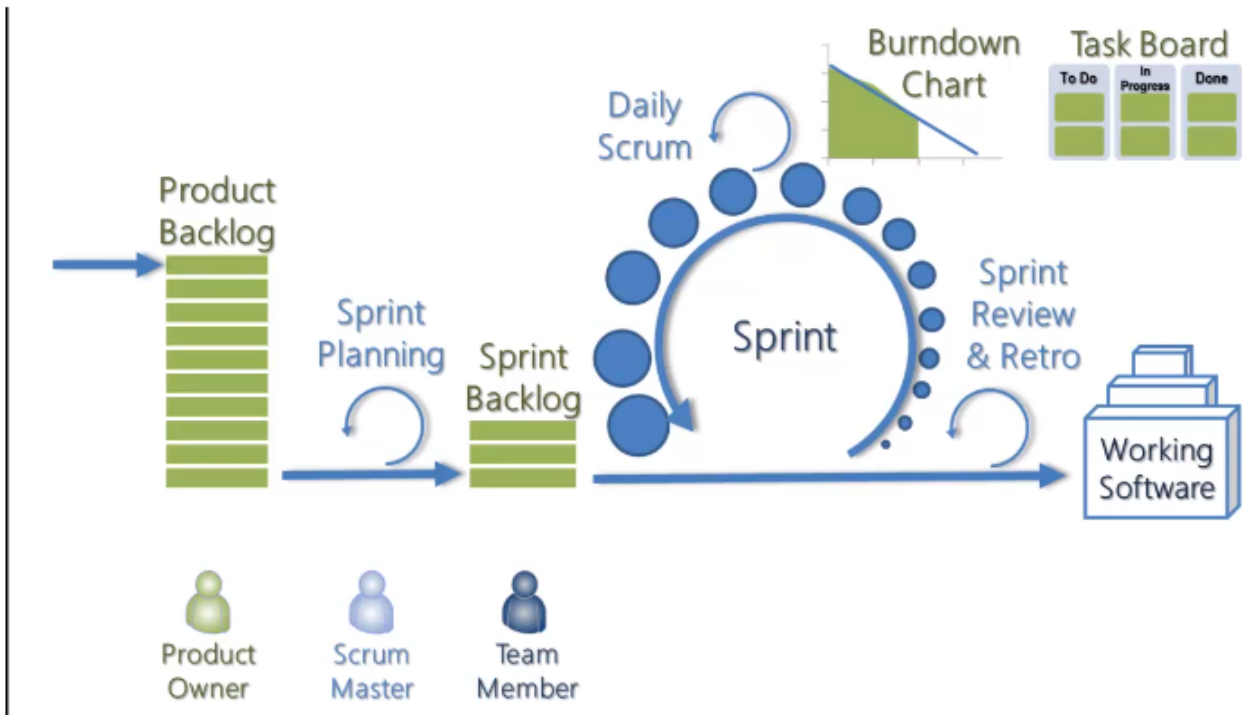 Burndown
Chart
Task Board
To Do
In
Progress
Done
Daily
Scrum
Product
Backlog
Sprint
Planning
Sprint
Backlog
Sprint
Sprint
Review
& Retro
Working
Software
Product
Owner
Scrum
Master
Team
Member